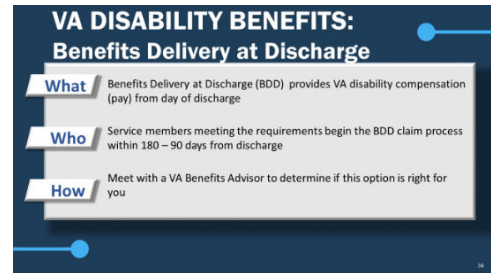 VA DISABILITY BENEFITS:
Benefits Delivery at Discharge
What
Benefits Delivery at Discharge (BDD) provides VA disability compensation
(pay) from day of discharge
Who
Service members meeting the requirements begin the BDD claim process
within 180 – 90 days from discharge
How
Meet with a VA Benefits Advisor to determine if this option is right for
you